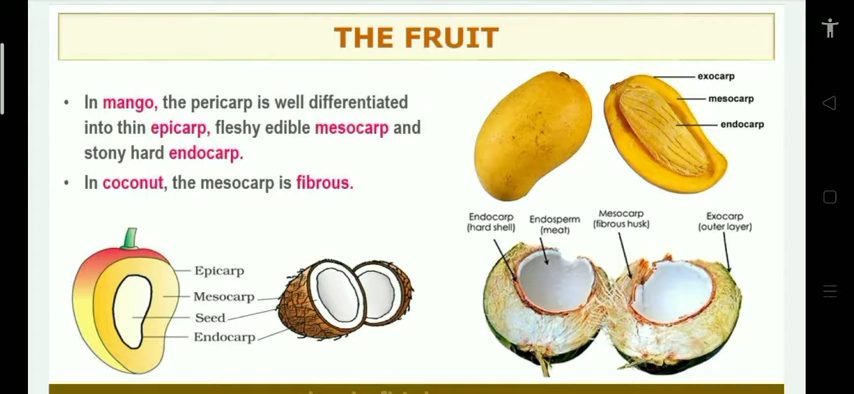 THE FRUIT
• In mango, the pericarp is well differentiated
into thin epicarp, fleshy edible mesocarp and
stony hard endocarp.
• In coconut, the mesocarp is fibrous.
exocarp
mesocarp
endocarp
Endocarp
(hard shell)
Endosperm
(meat)
Mesocarp
(fibrous husk)
Exocarp
(outer layer)
Epicarp
Mesocarp
Seed
Endocarp